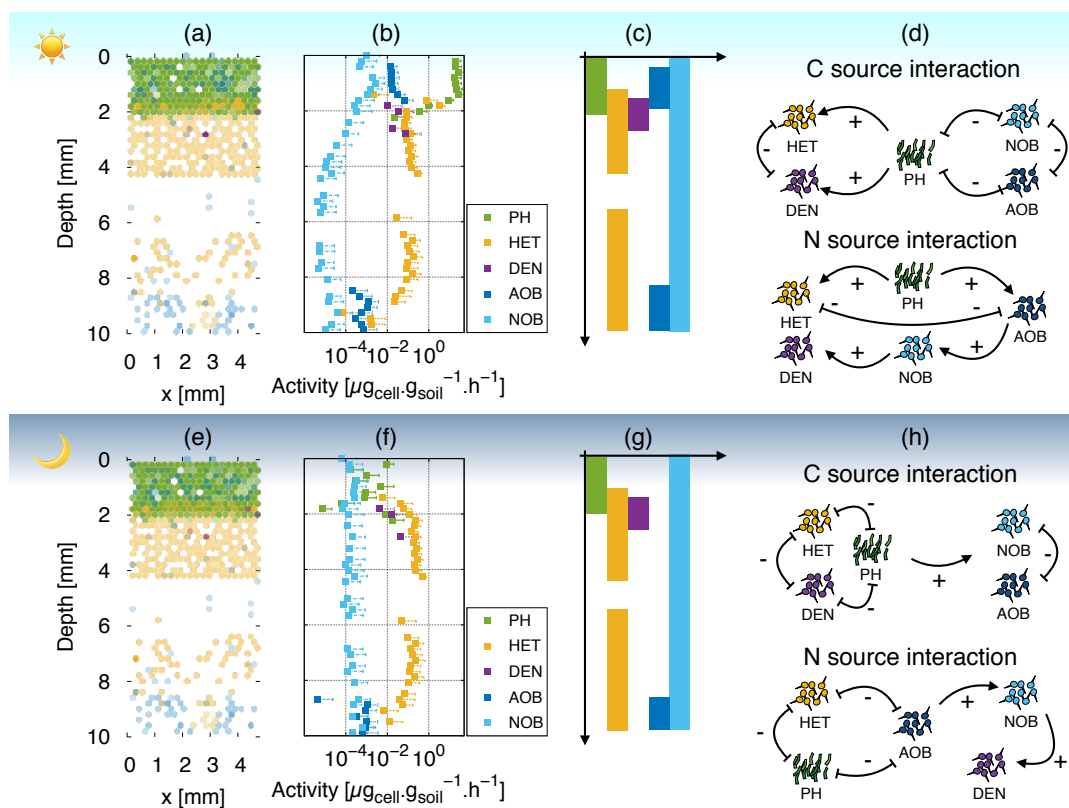 (a) (b) (c) (d)
C source interaction
HET + PH - NOB
- -
DEN + - AOB
N source interaction
HET + PH + AOB
- -
DEN + NOB +
Depth [mm]
0
2
4
6
8
10
0 1 2 3 4
x [mm]
PH
HET
DEN
AOB
NOB
10⁻⁴ 10⁻² 10⁰
Activity [µg_cell.g_soil⁻¹.h⁻¹]
(e) (f) (g) (h)
C source interaction
HET - PH NOB
- + -
DEN - AOB
N source interaction
HET - AOB + NOB
-
PH - DEN +
Depth [mm]
0
2
4
6
8
10
0 1 2 3 4
x [mm]
PH
HET
DEN
AOB
NOB
10⁻⁴ 10⁻² 10⁰
Activity [µg_cell.g_soil⁻¹.h⁻¹]